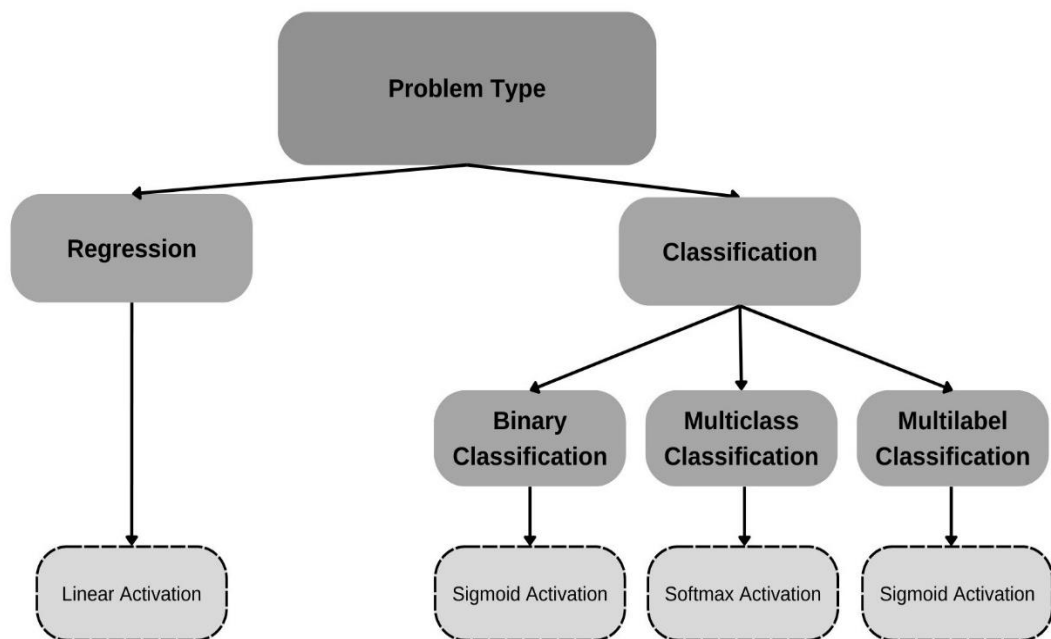 Problem Type
Regression
Classification
Binary
Classification
Multiclass
Classification
Multilabel
Classification
Linear Activation
Sigmoid Activation
Softmax Activation
Sigmoid Activation